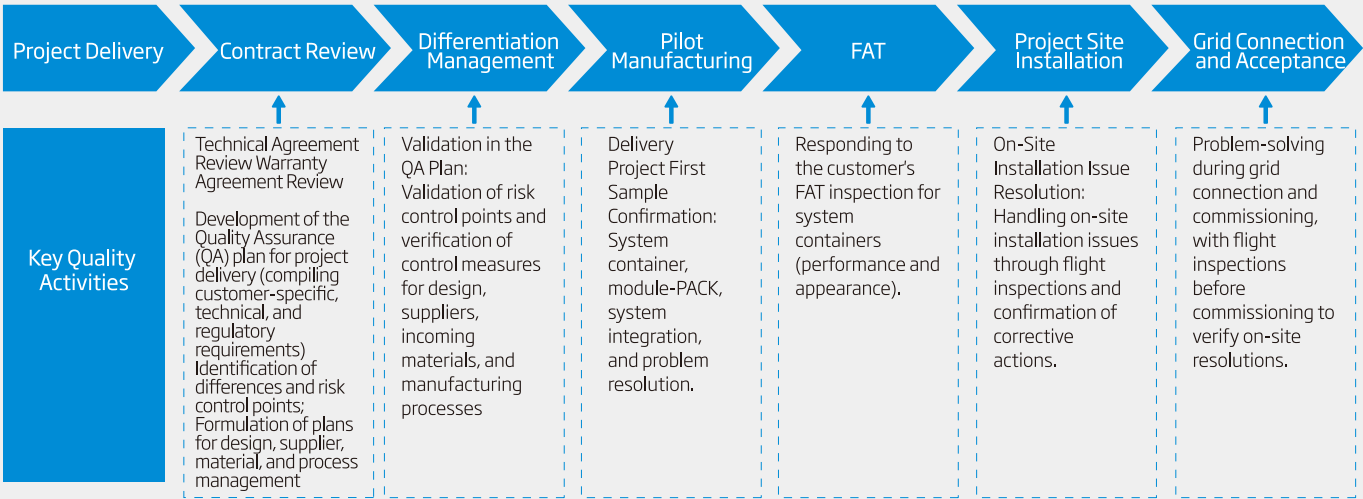 Project Delivery
Contract Review
Differentiation
Management
Pilot
Manufacturing
FAT
Project Site
Installation
Grid Connection
and Acceptance
Key Quality
Activities
Technical Agreement
Review Warranty
Agreement Review
Development of the
Quality Assurance
(QA) plan for project
delivery (compiling
customer-specific,
technical, and
regulatory
requirements)
Identification of
differences and risk
control points;
Formulation of plans
for design, supplier,
material, and process
management
Validation in the
QA Plan:
Validation of risk
control points and
verification of
control measures
for design,
suppliers,
incoming
materials, and
manufacturing
processes
Delivery
Project First
Sample
Confirmation:
System
container,
module-PACK,
system
integration,
and problem
resolution.
Responding to
the customer's
FAT inspection for
system
containers
(performance and
appearance).
On-Site
Installation Issue
Resolution:
Handling on-site
installation issues
through flight
inspections and
confirmation of
corrective
actions.
Problem-solving
during grid
connection and
commissioning,
with flight
inspections
before
commissioning to
verify on-site
resolutions.